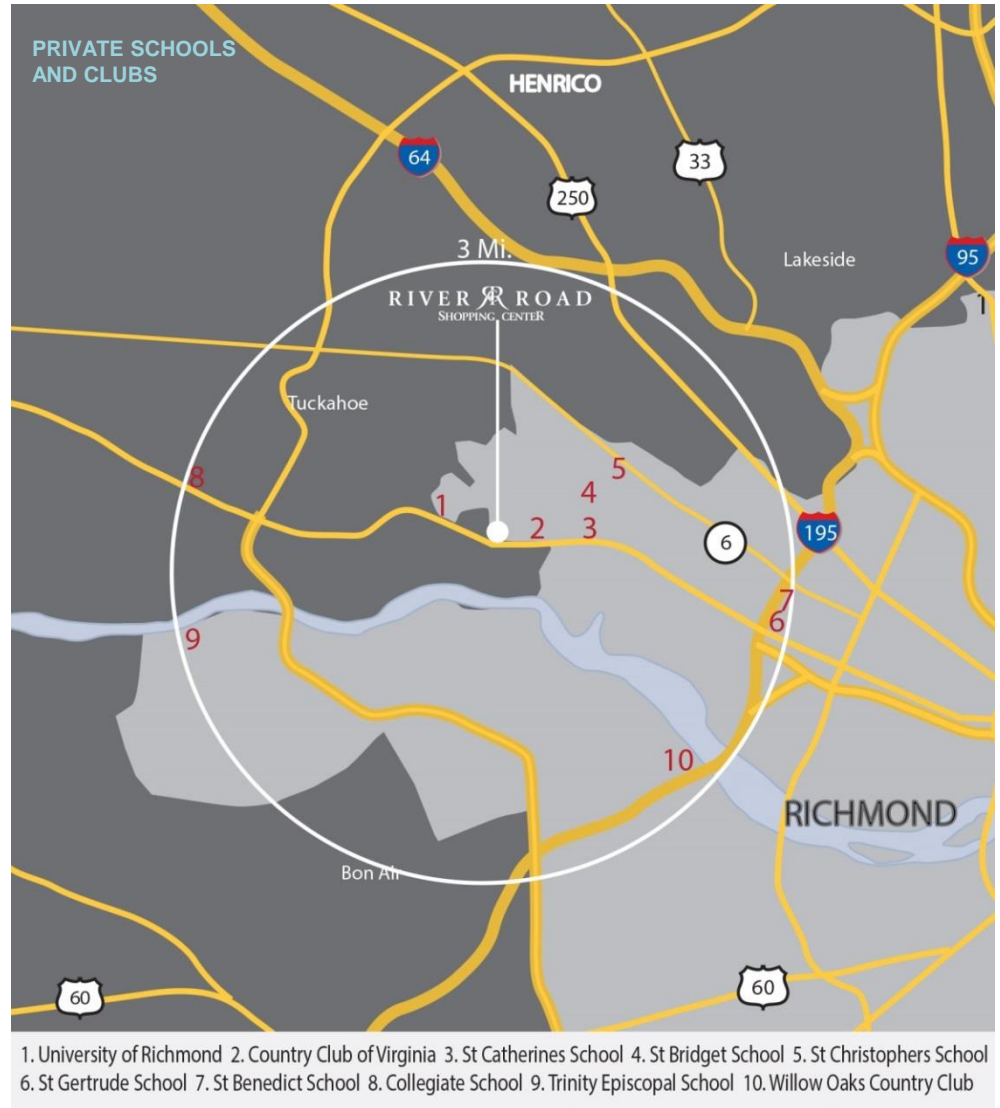 PRIVATE SCHOOLS
AND CLUBS
HENRICO
64
33
250
3 Mi.
Lakeside
95
RIVER RR ROAD
SHOPPING CENTER
1
Tuckahoe
5
8
4
1
2
3
6
195
7
6
9
10
RICHMOND
Bon Air
60
60
1. University of Richmond 2. Country Club of Virginia 3. St Catherines School 4. St Bridget School 5. St Christophers School
6. St Gertrude School 7. St Benedict School 8. Collegiate School 9. Trinity Episcopal School 10. Willow Oaks Country Club